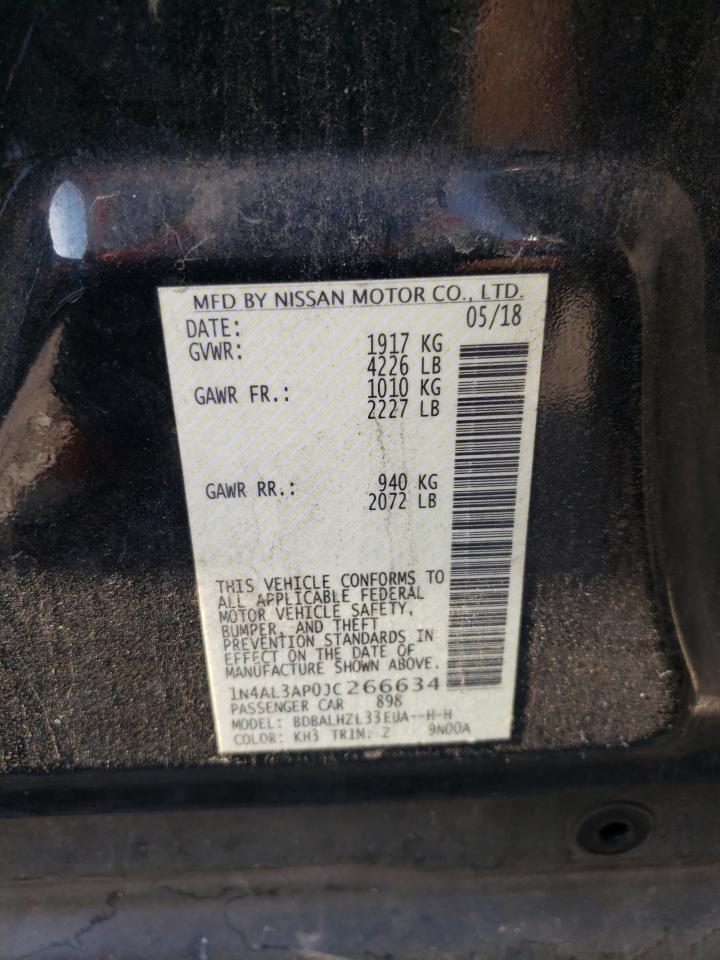 MFD BY NISSAN MOTOR CO., LTD.
DATE: 05/18
GVWR: 1917 KG
4226 LB
GAWR FR.: 1010 KG
2227 LB
GAWR RR.: 940 KG
2072 LB
THIS VEHICLE CONFORMS TO
ALL APPLICABLE FEDERAL
MOTOR VEHICLE SAFETY,
BUMPER, AND THEFT
PREVENTION STANDARDS IN
EFFECT ON THE DATE OF
MANUFACTURE SHOWN ABOVE.
1N4AL3AP0JC266634
PASSENGER CAR 898
MODEL: BDBALHZL33EUA--H-H
COLOR: KH3 TRIM: Z 9N00A